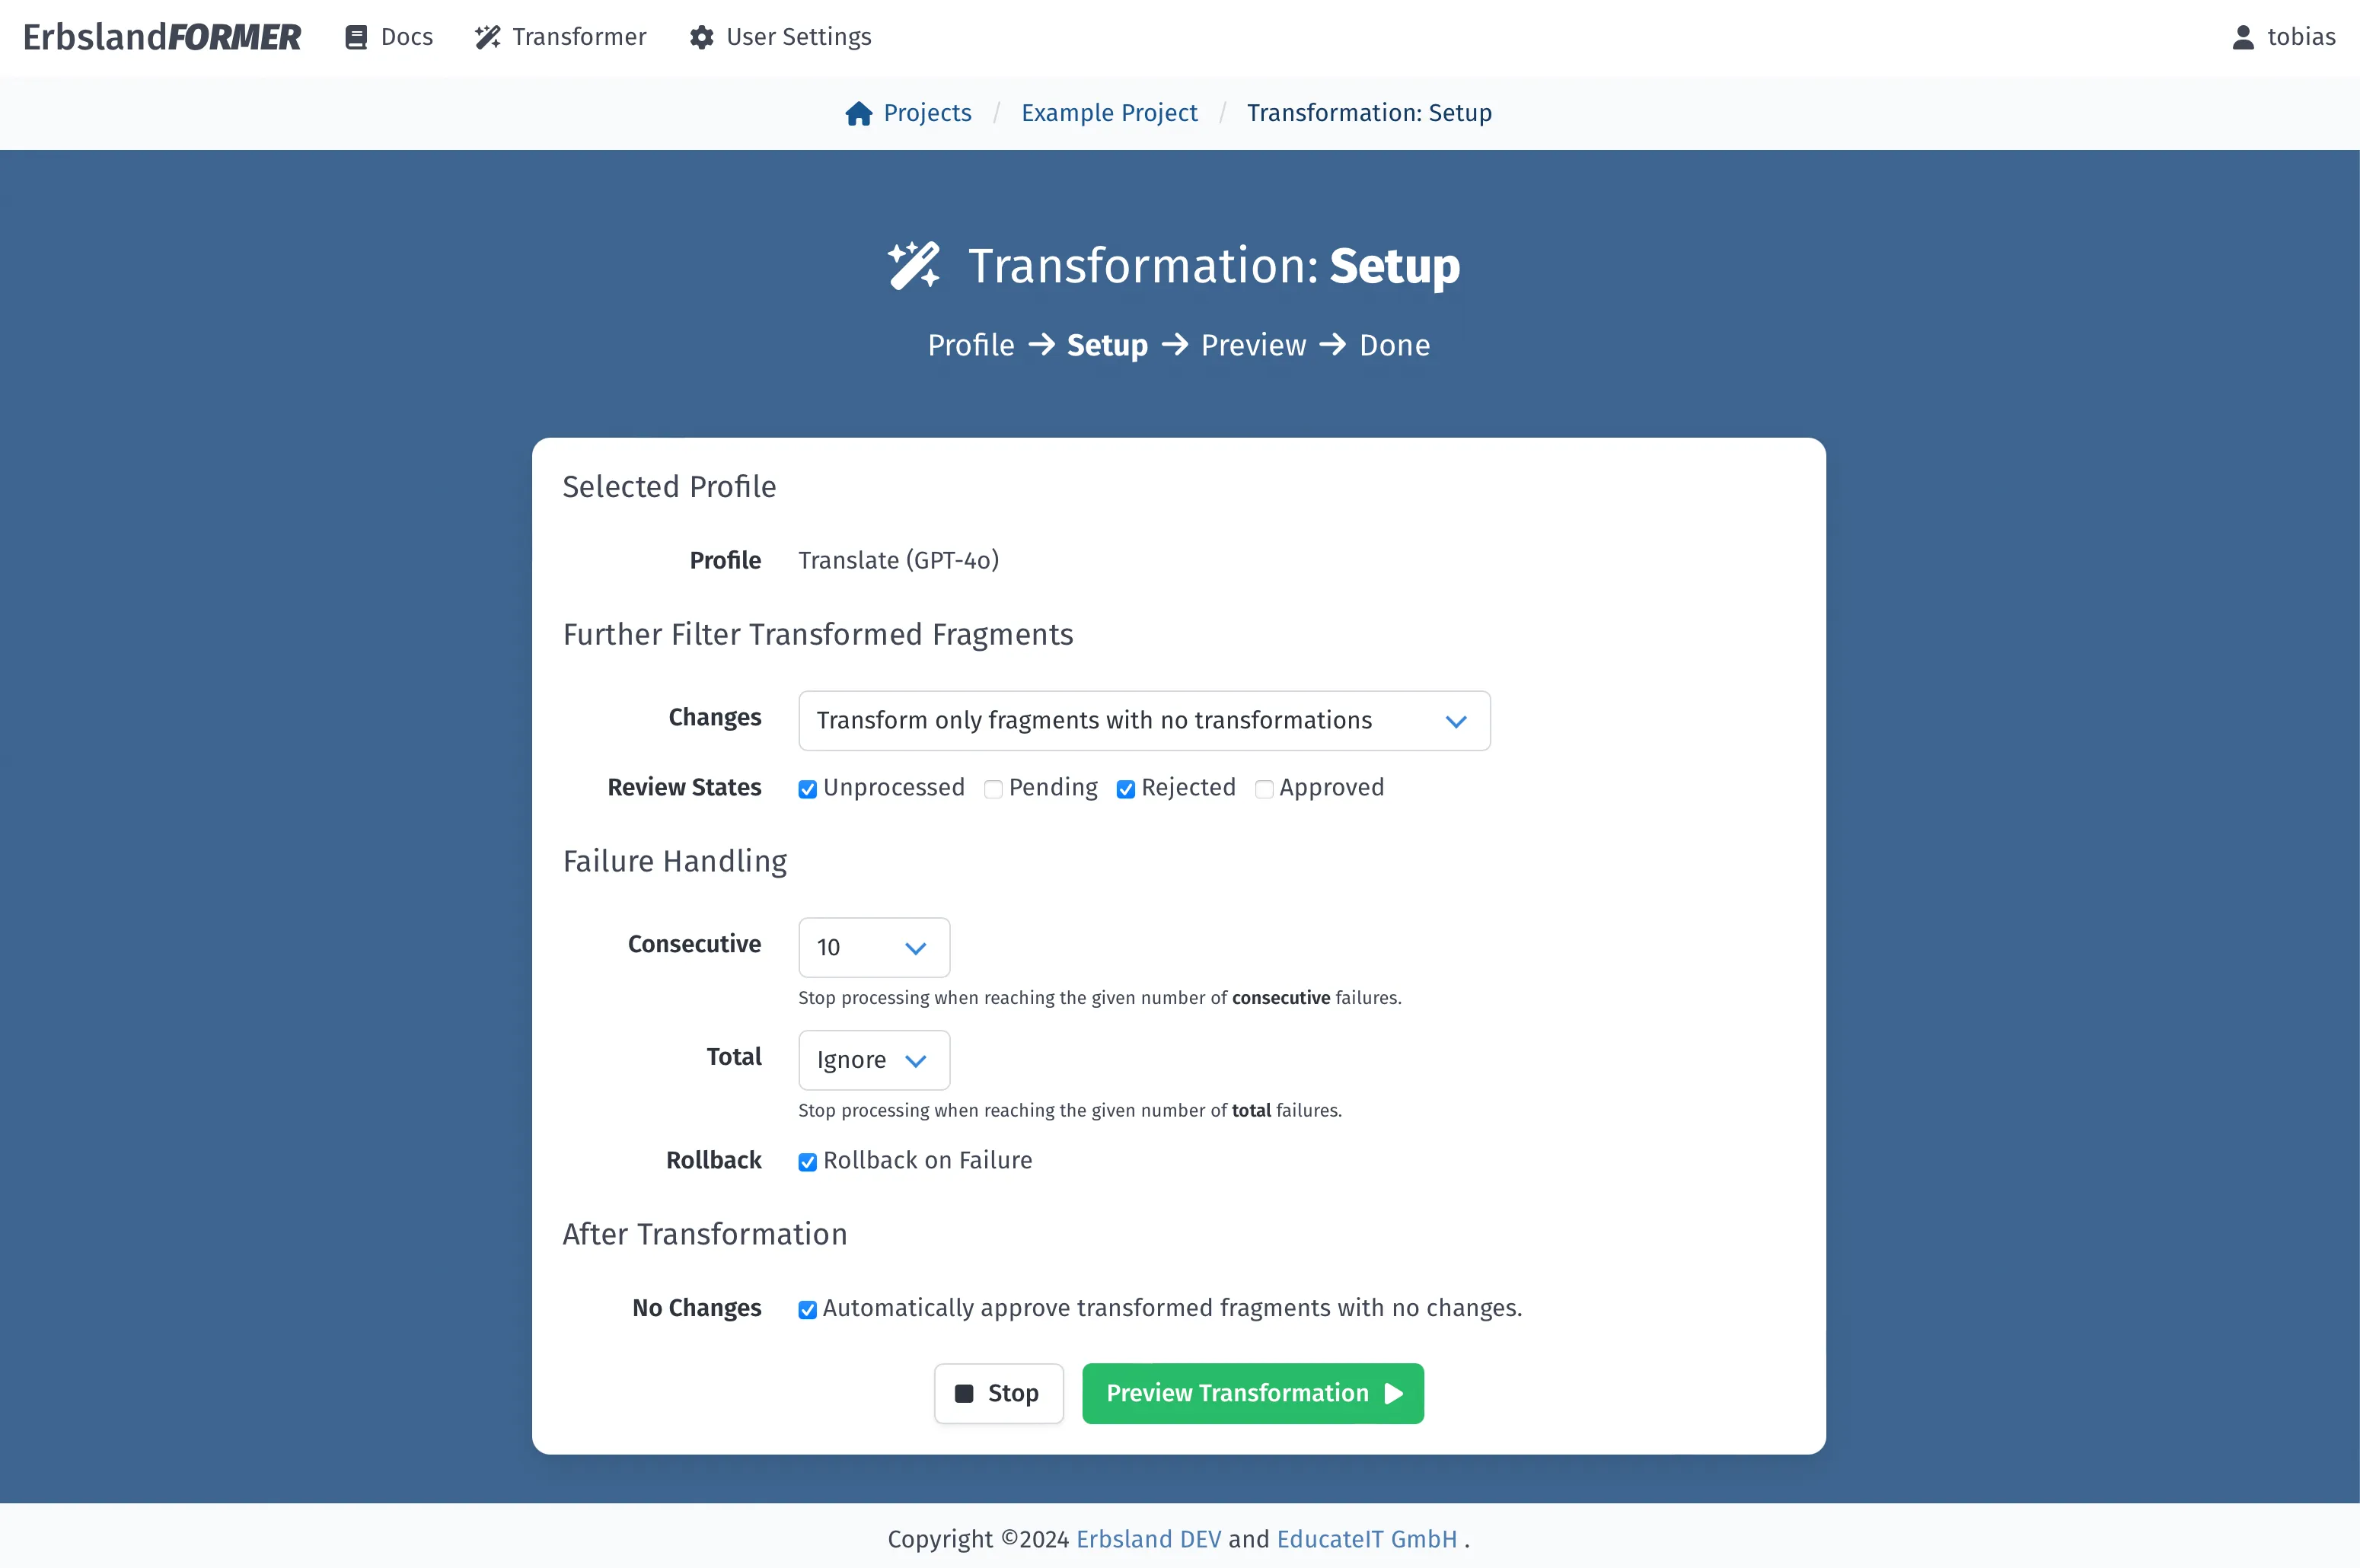 ErbslandFORMER Docs Transformer User Settings tobias
Projects / Example Project / Transformation: Setup
Transformation: Setup
Profile → Setup → Preview → Done
Selected Profile
Profile Translate (GPT-4o)
Further Filter Transformed Fragments
Changes Transform only fragments with no transformations
Review States Unprocessed Pending Rejected Approved
Failure Handling
Consecutive 10
Stop processing when reaching the given number of consecutive failures.
Total Ignore
Stop processing when reaching the given number of total failures.
Rollback Rollback on Failure
After Transformation
No Changes Automatically approve transformed fragments with no changes.
Stop Preview Transformation
Copyright ©2024 Erbsland DEV and EducateIT GmbH .